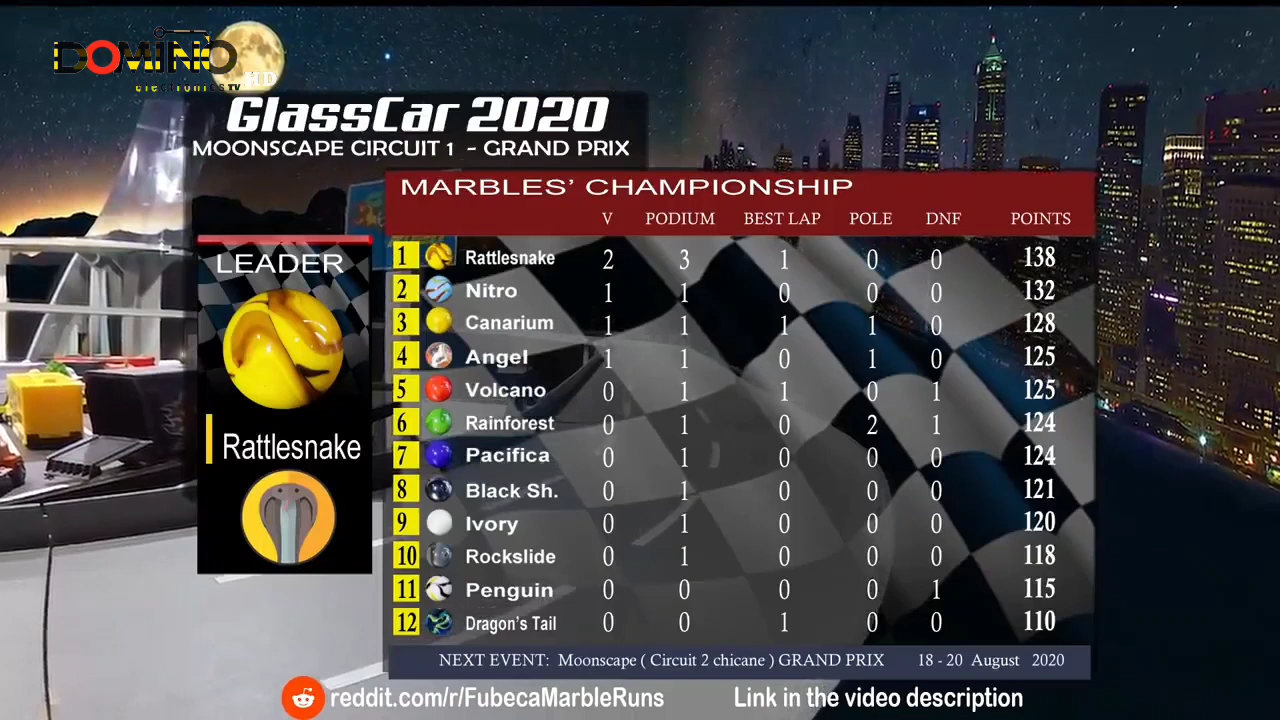 DOMINO
HD
electronics TV
GlassCar 2020
MOONSCAPE CIRCUIT 1 - GRAND PRIX
MARBLES' CHAMPIONSHIP
V PODIUM BEST LAP POLE DNF POINTS
LEADER
Rattlesnake
1 Rattlesnake 2 3 1 0 0 138
2 Nitro 1 1 0 0 0 132
3 Canarium 1 1 1 1 0 128
4 Angel 1 1 0 1 0 125
5 Volcano 0 1 1 0 1 125
6 Rainforest 0 1 0 2 1 124
7 Pacifica 0 1 0 0 0 124
8 Black Sh. 0 1 0 0 0 121
9 Ivory 0 1 0 0 0 120
10 Rockslide 0 1 0 0 0 118
11 Penguin 0 0 0 0 1 115
12 Dragon's Tail 0 0 1 0 0 110
NEXT EVENT: Moonscape ( Circuit 2 chicane ) GRAND PRIX 18 - 20 August 2020
reddit.com/r/FubecaMarbleRuns Link in the video description